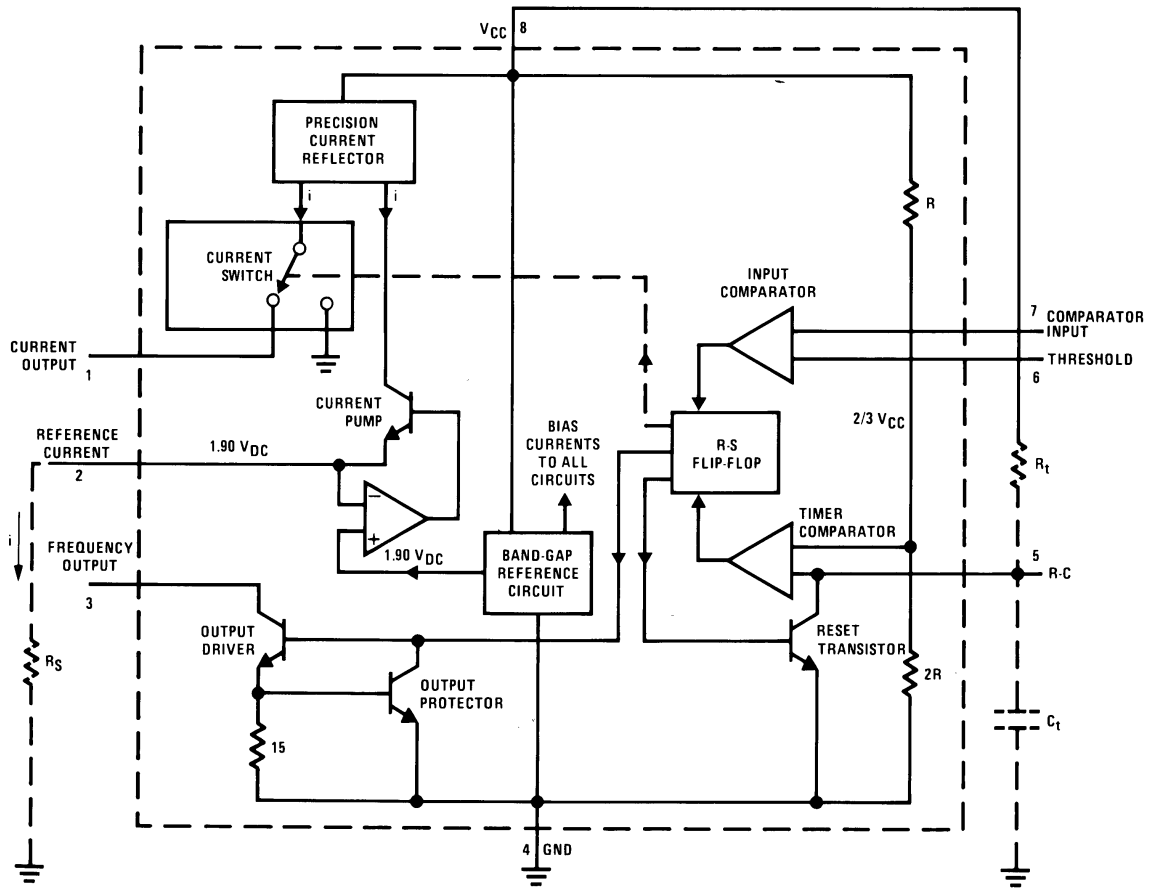 VCC 8
PRECISION
CURRENT
REFLECTOR
i
i
R
CURRENT
SWITCH
INPUT
COMPARATOR
7 COMPARATOR
INPUT
THRESHOLD
6
CURRENT
OUTPUT
1
CURRENT
PUMP
2/3 VCC
REFERENCE
CURRENT
2
1.90 VDC
BIAS
CURRENTS
TO ALL
CIRCUITS
R-S
FLIP-FLOP
Rt
−
+
TIMER
COMPARATOR
i
FREQUENCY
OUTPUT
3
1.90 VDC
BAND-GAP
REFERENCE
CIRCUIT
5
R-C
OUTPUT
DRIVER
RESET
TRANSISTOR
RS
2R
OUTPUT
PROTECTOR
Ct
15
4 GND